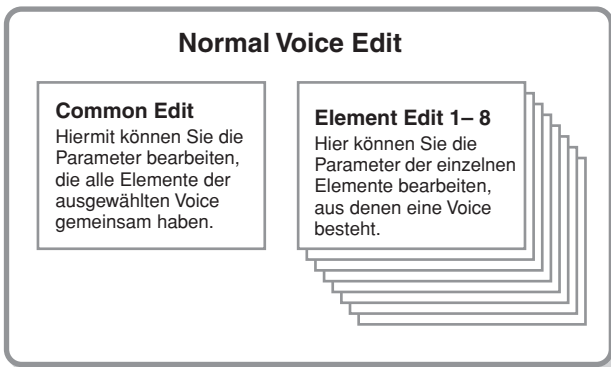 Normal Voice Edit
Common Edit
Hiermit können Sie die
Parameter bearbeiten,
die alle Elemente der
ausgewählten Voice
gemeinsam haben.
Element Edit 1– 8
Hier können Sie die
Parameter der einzelnen
Elemente bearbeiten,
aus denen eine Voice
besteht.